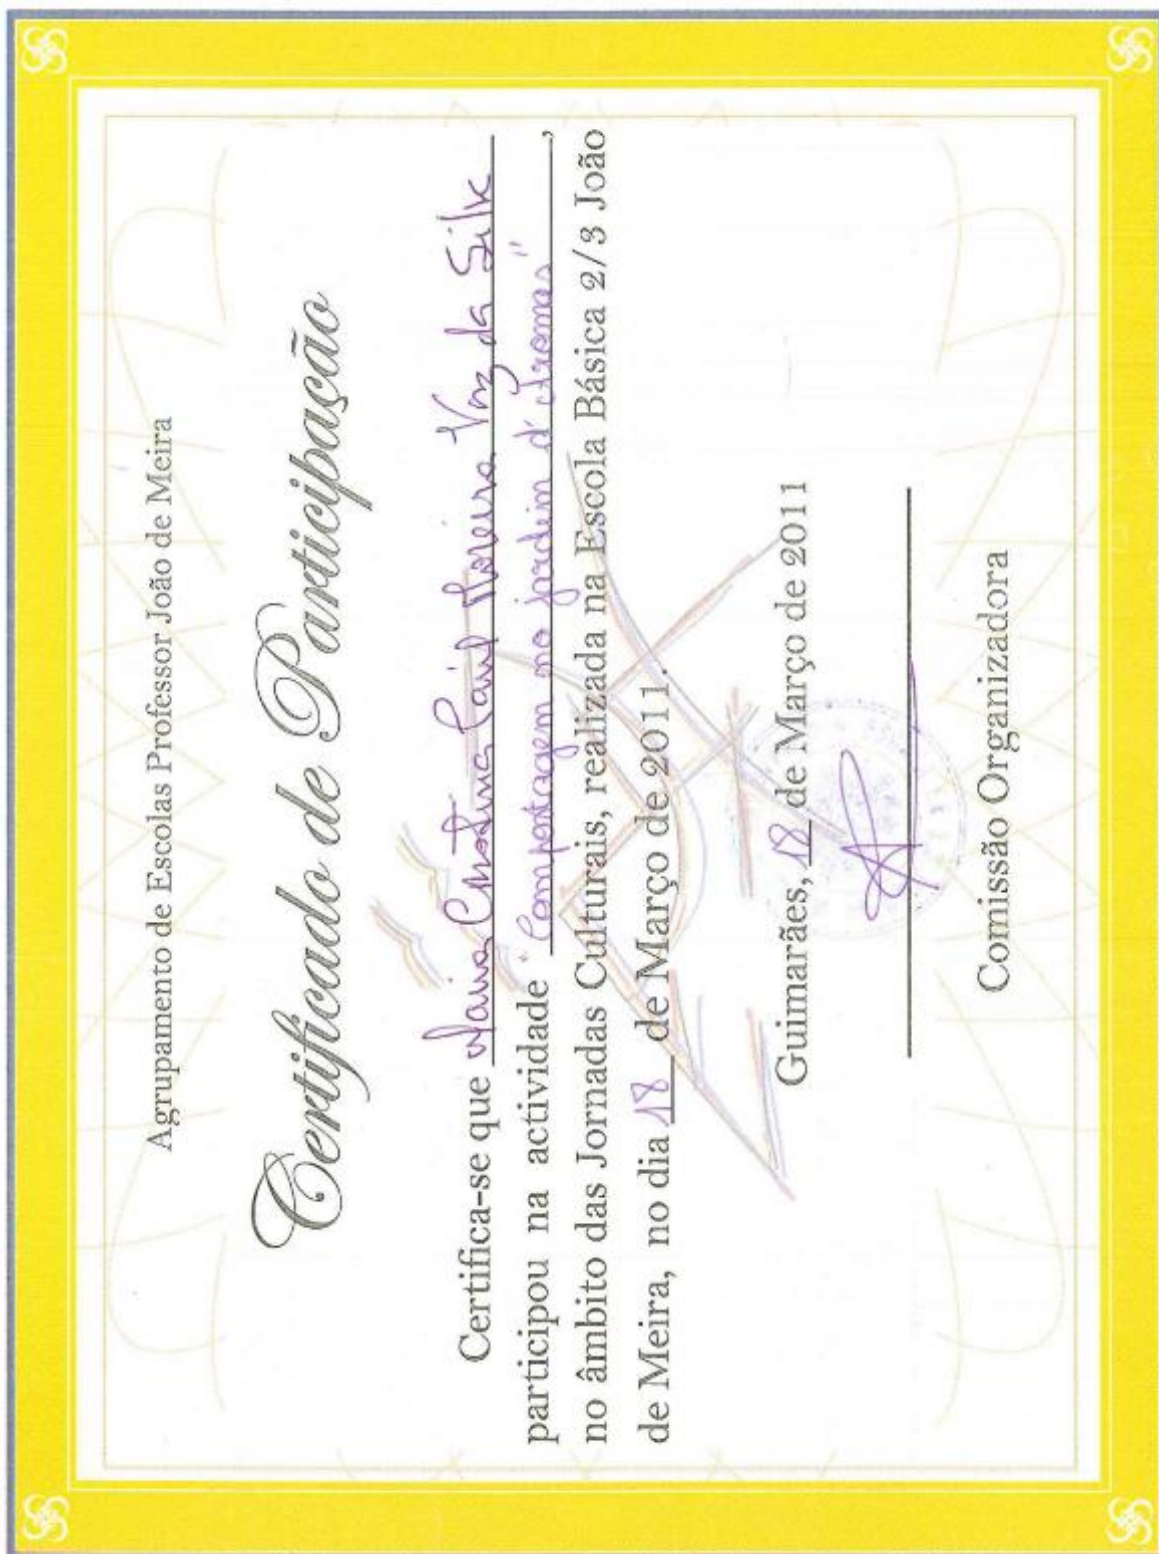 Agrupamento de Escolas Professor João de Meira
Certificado de Participação
Certifica-se que Maria Cristina Moreira Vaz da Silva
participou na actividade "Compostagem no jardim d'aromas",
no âmbito das Jornadas Culturais, realizada na Escola Básica 2/3 João
de Meira, no dia 18 de Março de 2011.
Guimarães, 18 de Março de 2011
Comissão Organizadora